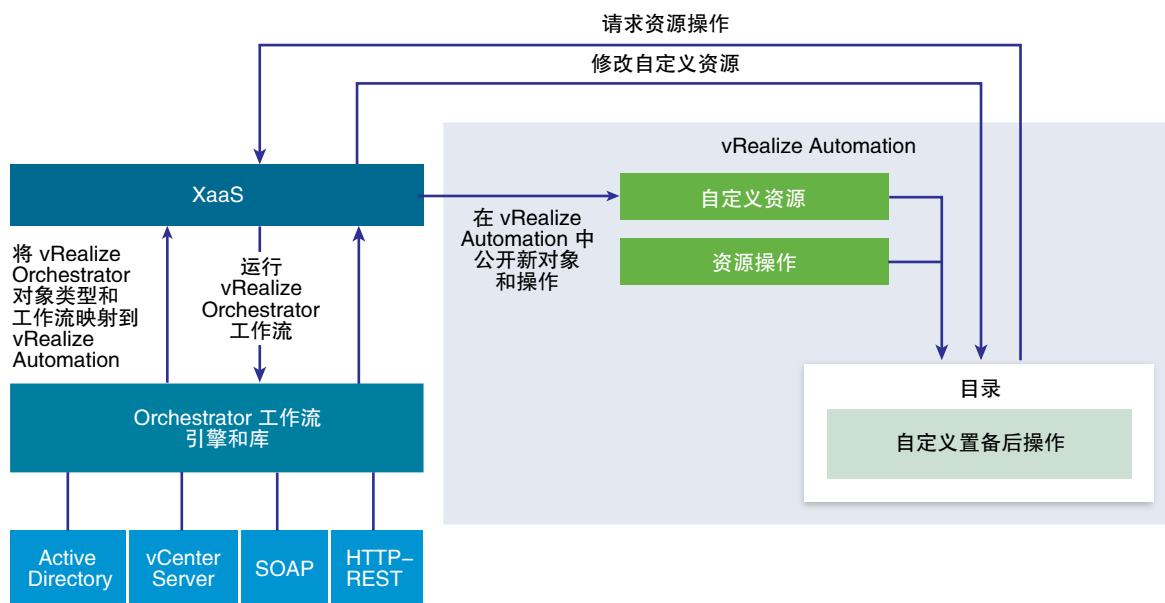 请求资源操作
修改自定义资源
vRealize Automation
XaaS
自定义资源
在 vRealize
Automation 中
公开新对象
和操作
资源操作
将 vRealize
Orchestrator
对象类型和
工作流映射到
vRealize
Automation
运行
vRealize
Orchestrator
工作流
目录
自定义置备后操作
Orchestrator 工作流
引擎和库
Active
Directory
vCenter
Server
SOAP
HTTP–
REST